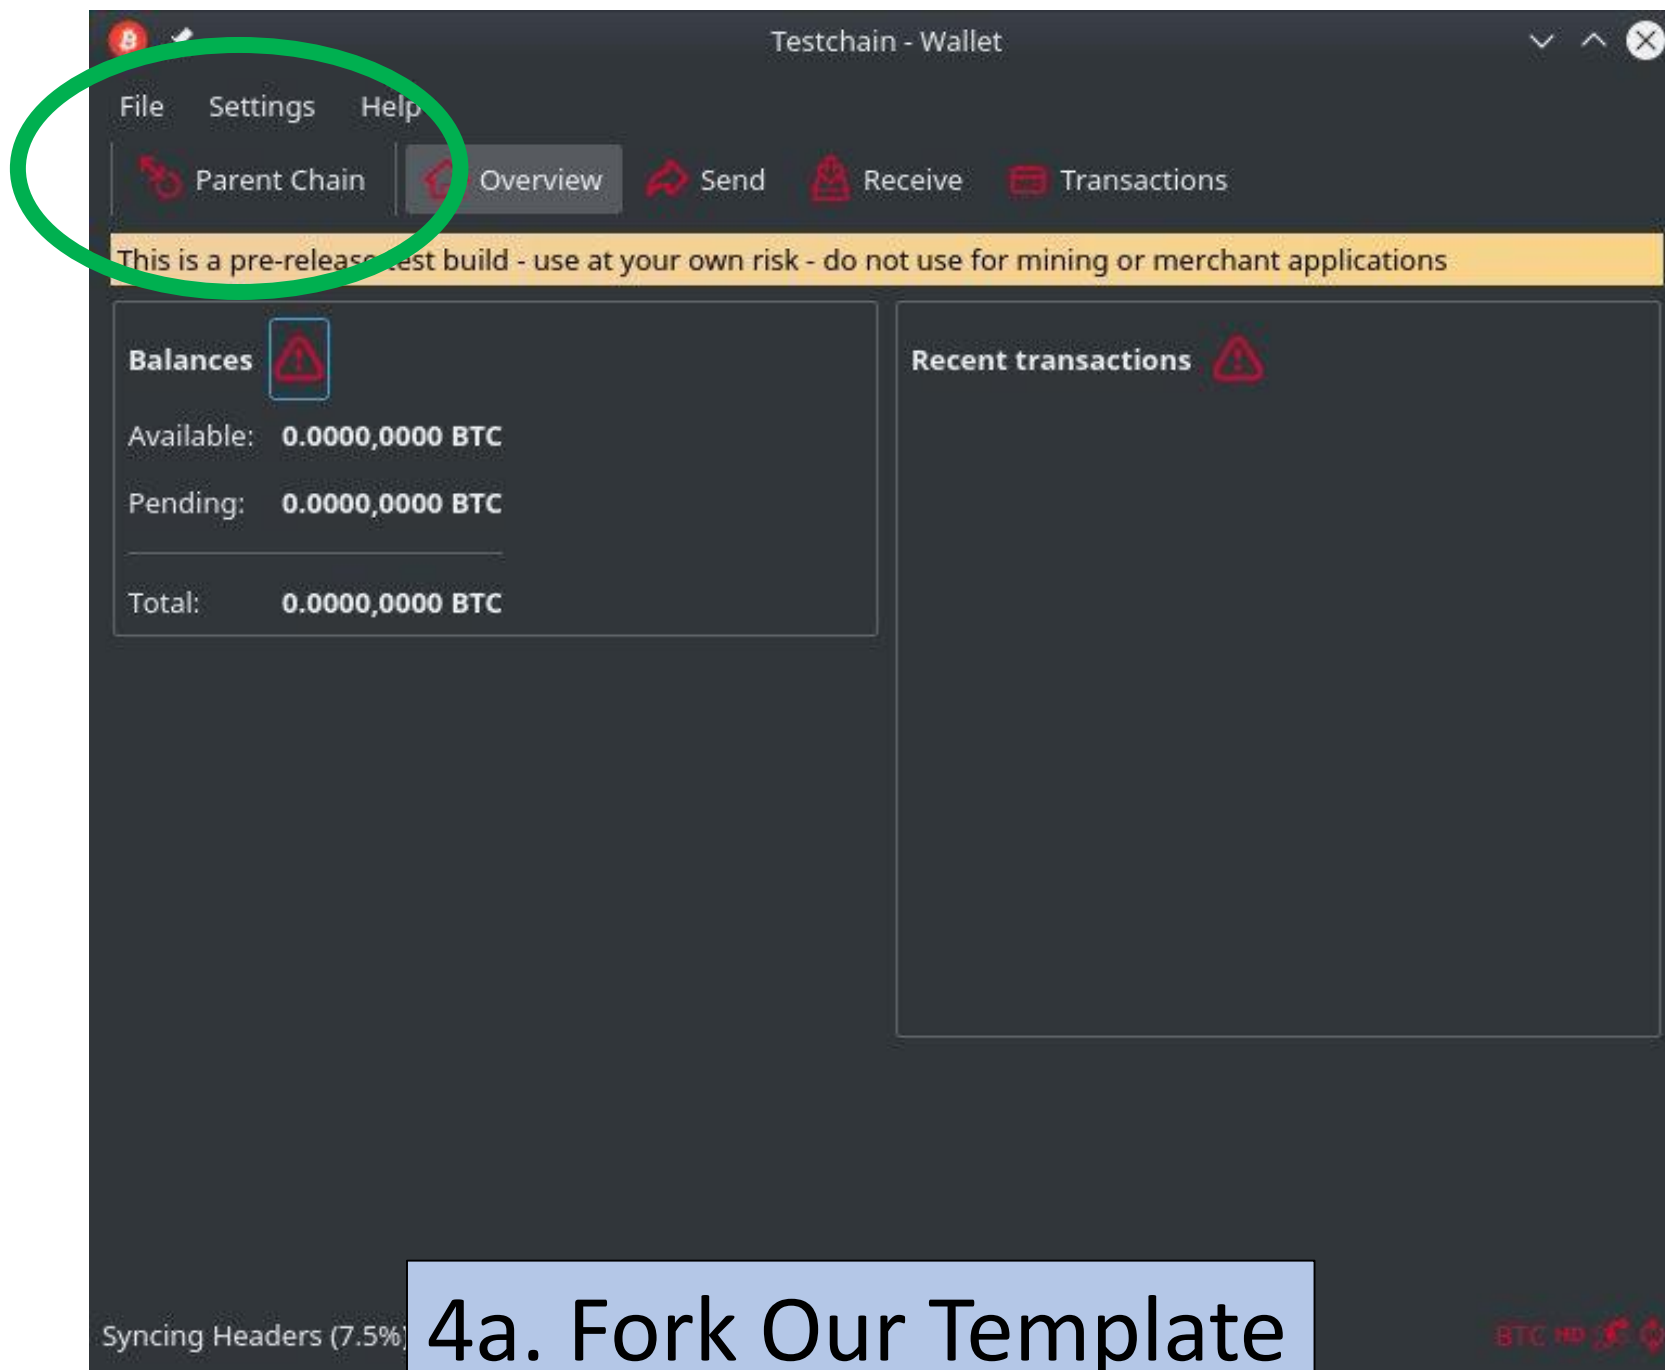 Testchain - Wallet
File Settings Help
Parent Chain Overview Send Receive Transactions
This is a pre-release test build - use at your own risk - do not use for mining or merchant applications
Balances
Available: 0.0000,0000 BTC
Pending: 0.0000,0000 BTC
Total: 0.0000,0000 BTC
Recent transactions
4a. Fork Our Template
Syncing Headers (7.5%)
BTC HD